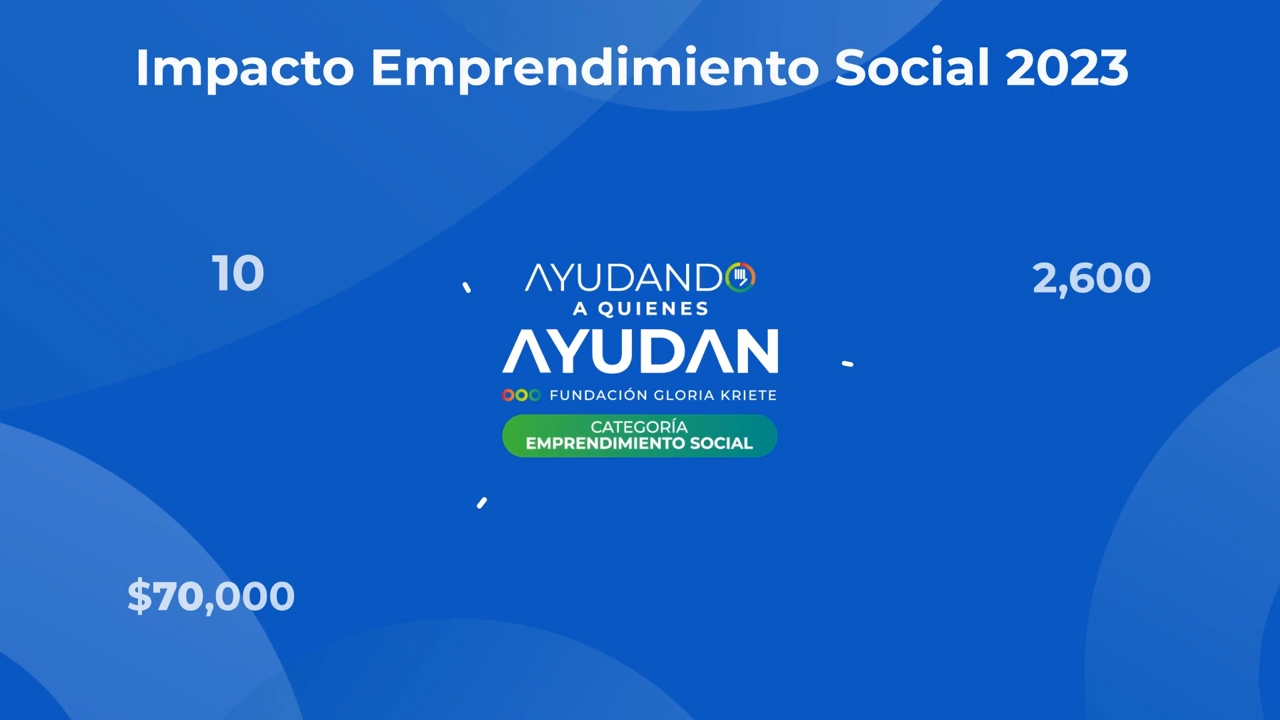 Impacto Emprendimiento Social 2023
10
2,600
AYUDANDO
A QUIENES
AYUDAN
FUNDACIÓN GLORIA KRIETE
CATEGORÍA
EMPRENDIMIENTO SOCIAL
$70,000